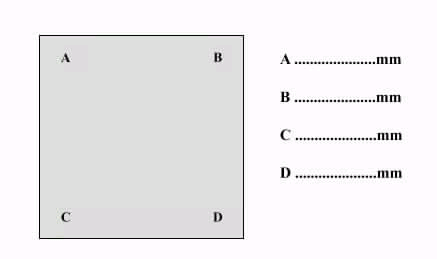 A B
C D
A .....................mm
B .....................mm
C .....................mm
D .....................mm